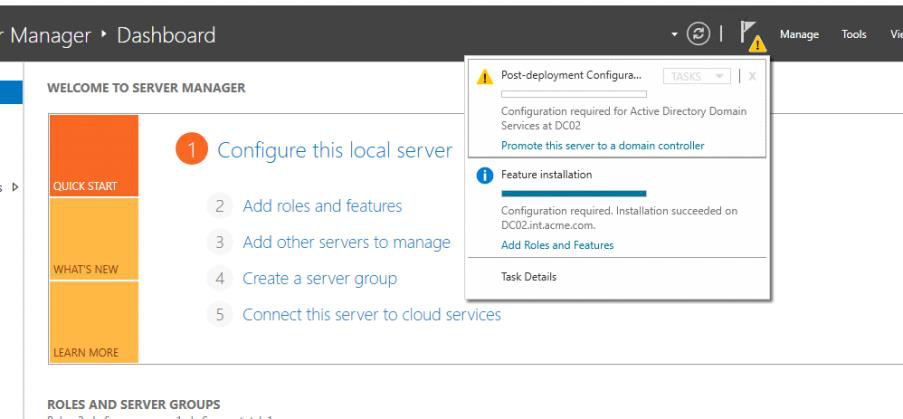 r Manager • Dashboard
Manage
Tools
Vie
WELCOME TO SERVER MANAGER
QUICK START
WHAT'S NEW
LEARN MORE
1 Configure this local server
2 Add roles and features
3 Add other servers to manage
4 Create a server group
5 Connect this server to cloud services
Post-deployment Configura... TASKS X
Configuration required for Active Directory Domain
Services at DC02
Promote this server to a domain controller
Feature installation
Configuration required. Installation succeeded on
DC02.int.acme.com.
Add Roles and Features
Task Details
ROLES AND SERVER GROUPS